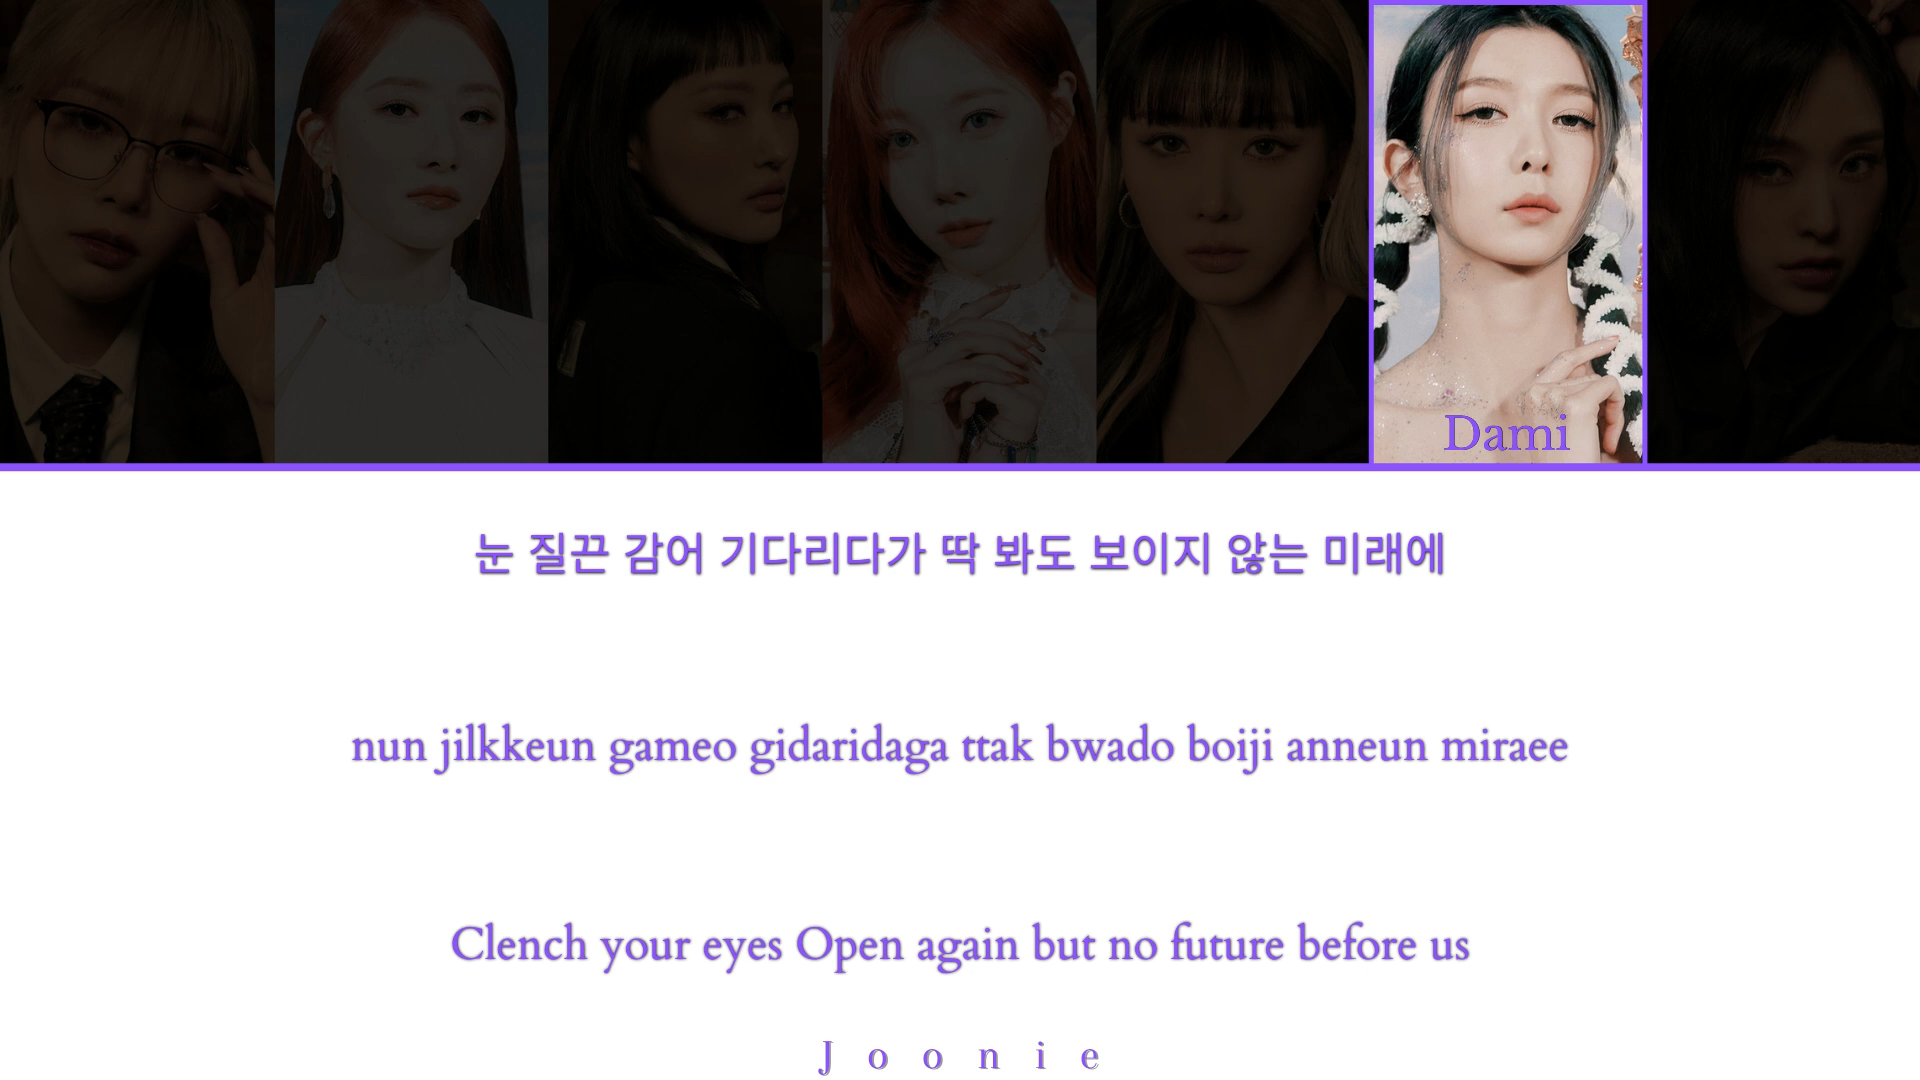 Dami
눈 질끈 감어 기다리다가 딱 봐도 보이지 않는 미래에
nun jilkkeun gameo gidaridaga ttak bwado boiji anneun miraee
Clench your eyes Open again but no future before us
Joonie